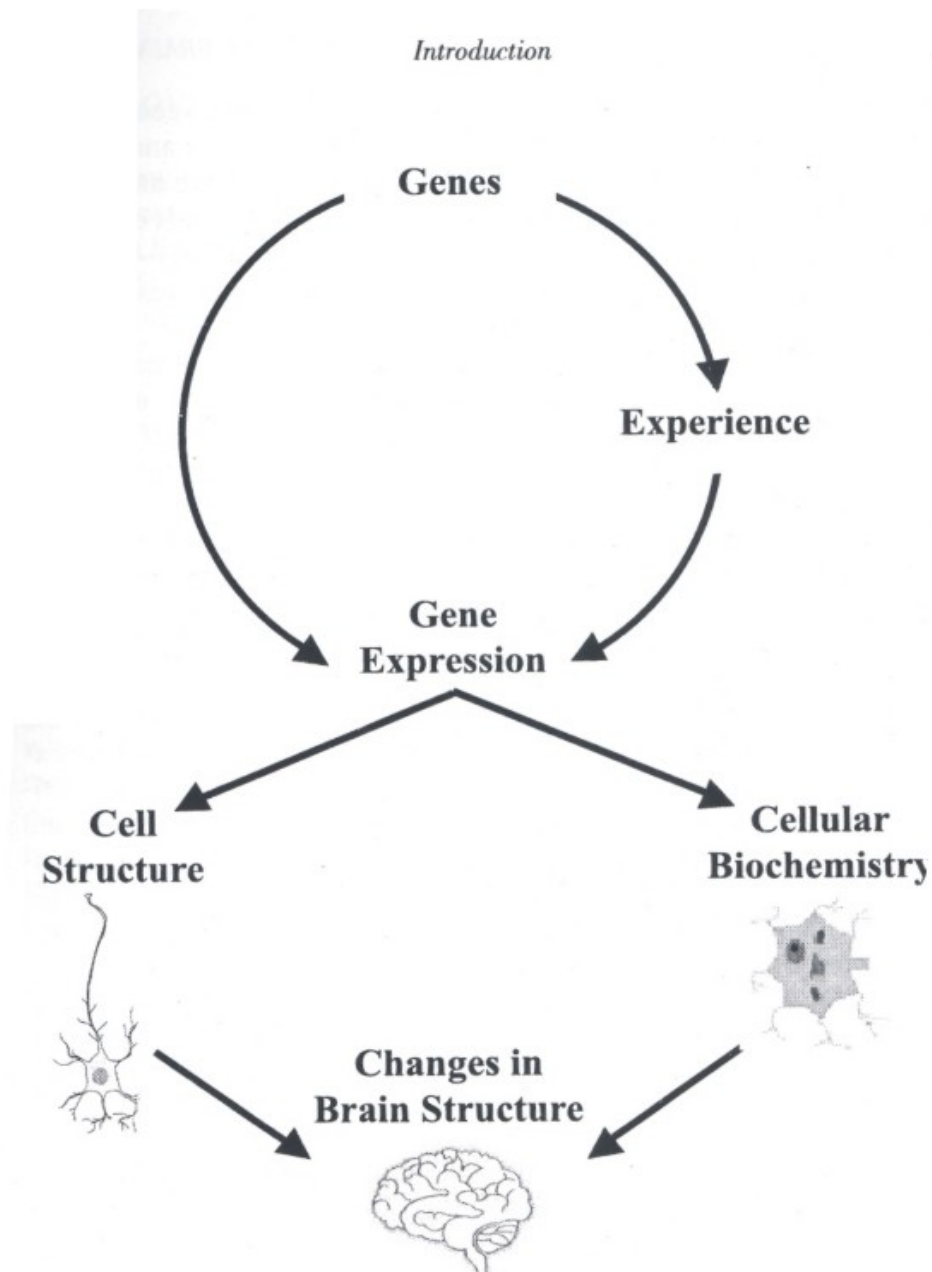 Introduction
Genes
Experience
Gene
Expression
Cell
Structure
Cellular
Biochemistry
Changes in
Brain Structure